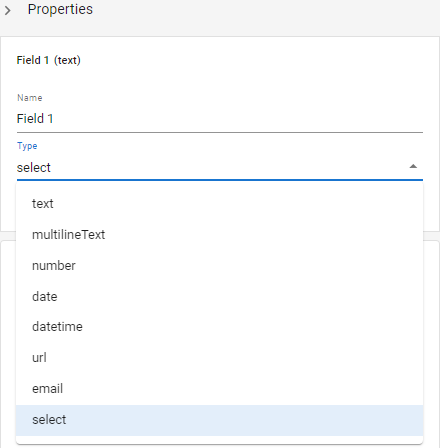 Properties
Field 1 (text)
Name
Field 1
Type
select
text
multilineText
number
date
datetime
url
email
select